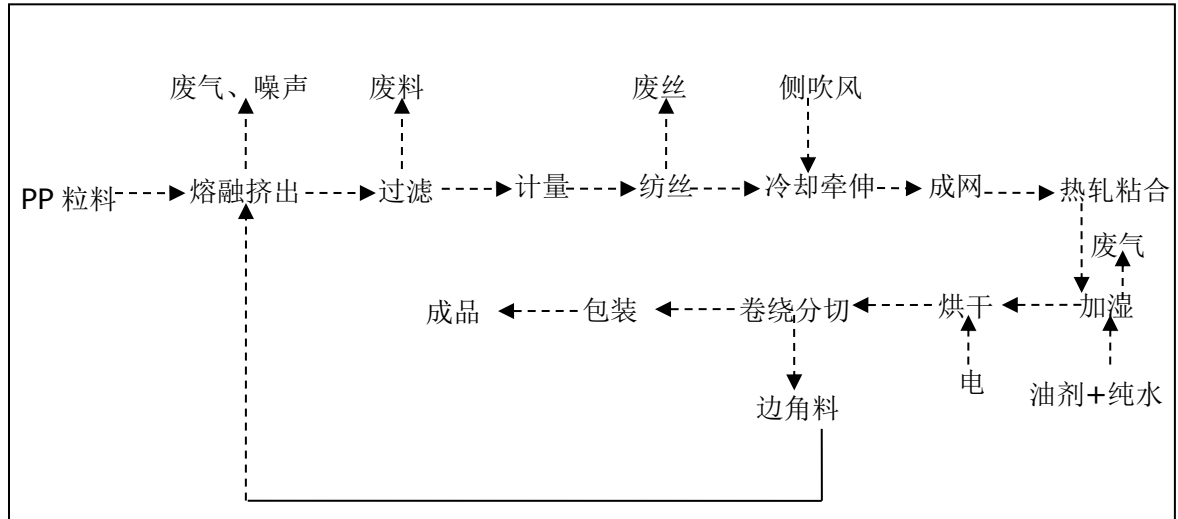 废气、噪声 废料 废丝 侧吹风
PP 粒料 熔融挤出 过滤 计量 纺丝 冷却牵伸 成网 热轧粘合
废气
成品 包装 卷绕分切 烘干 加湿
电 油剂+纯水
边角料